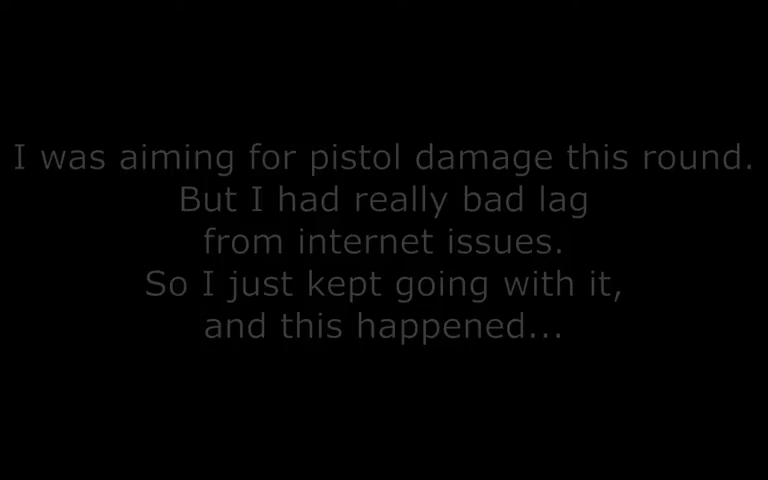 I was aiming for pistol damage this round.
But I had really bad lag
from internet issues.
So I just kept going with it,
and this happened...